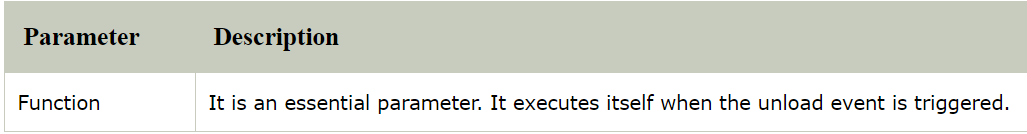 Parameter Description
Function It is an essential parameter. It executes itself when the unload event is triggered.